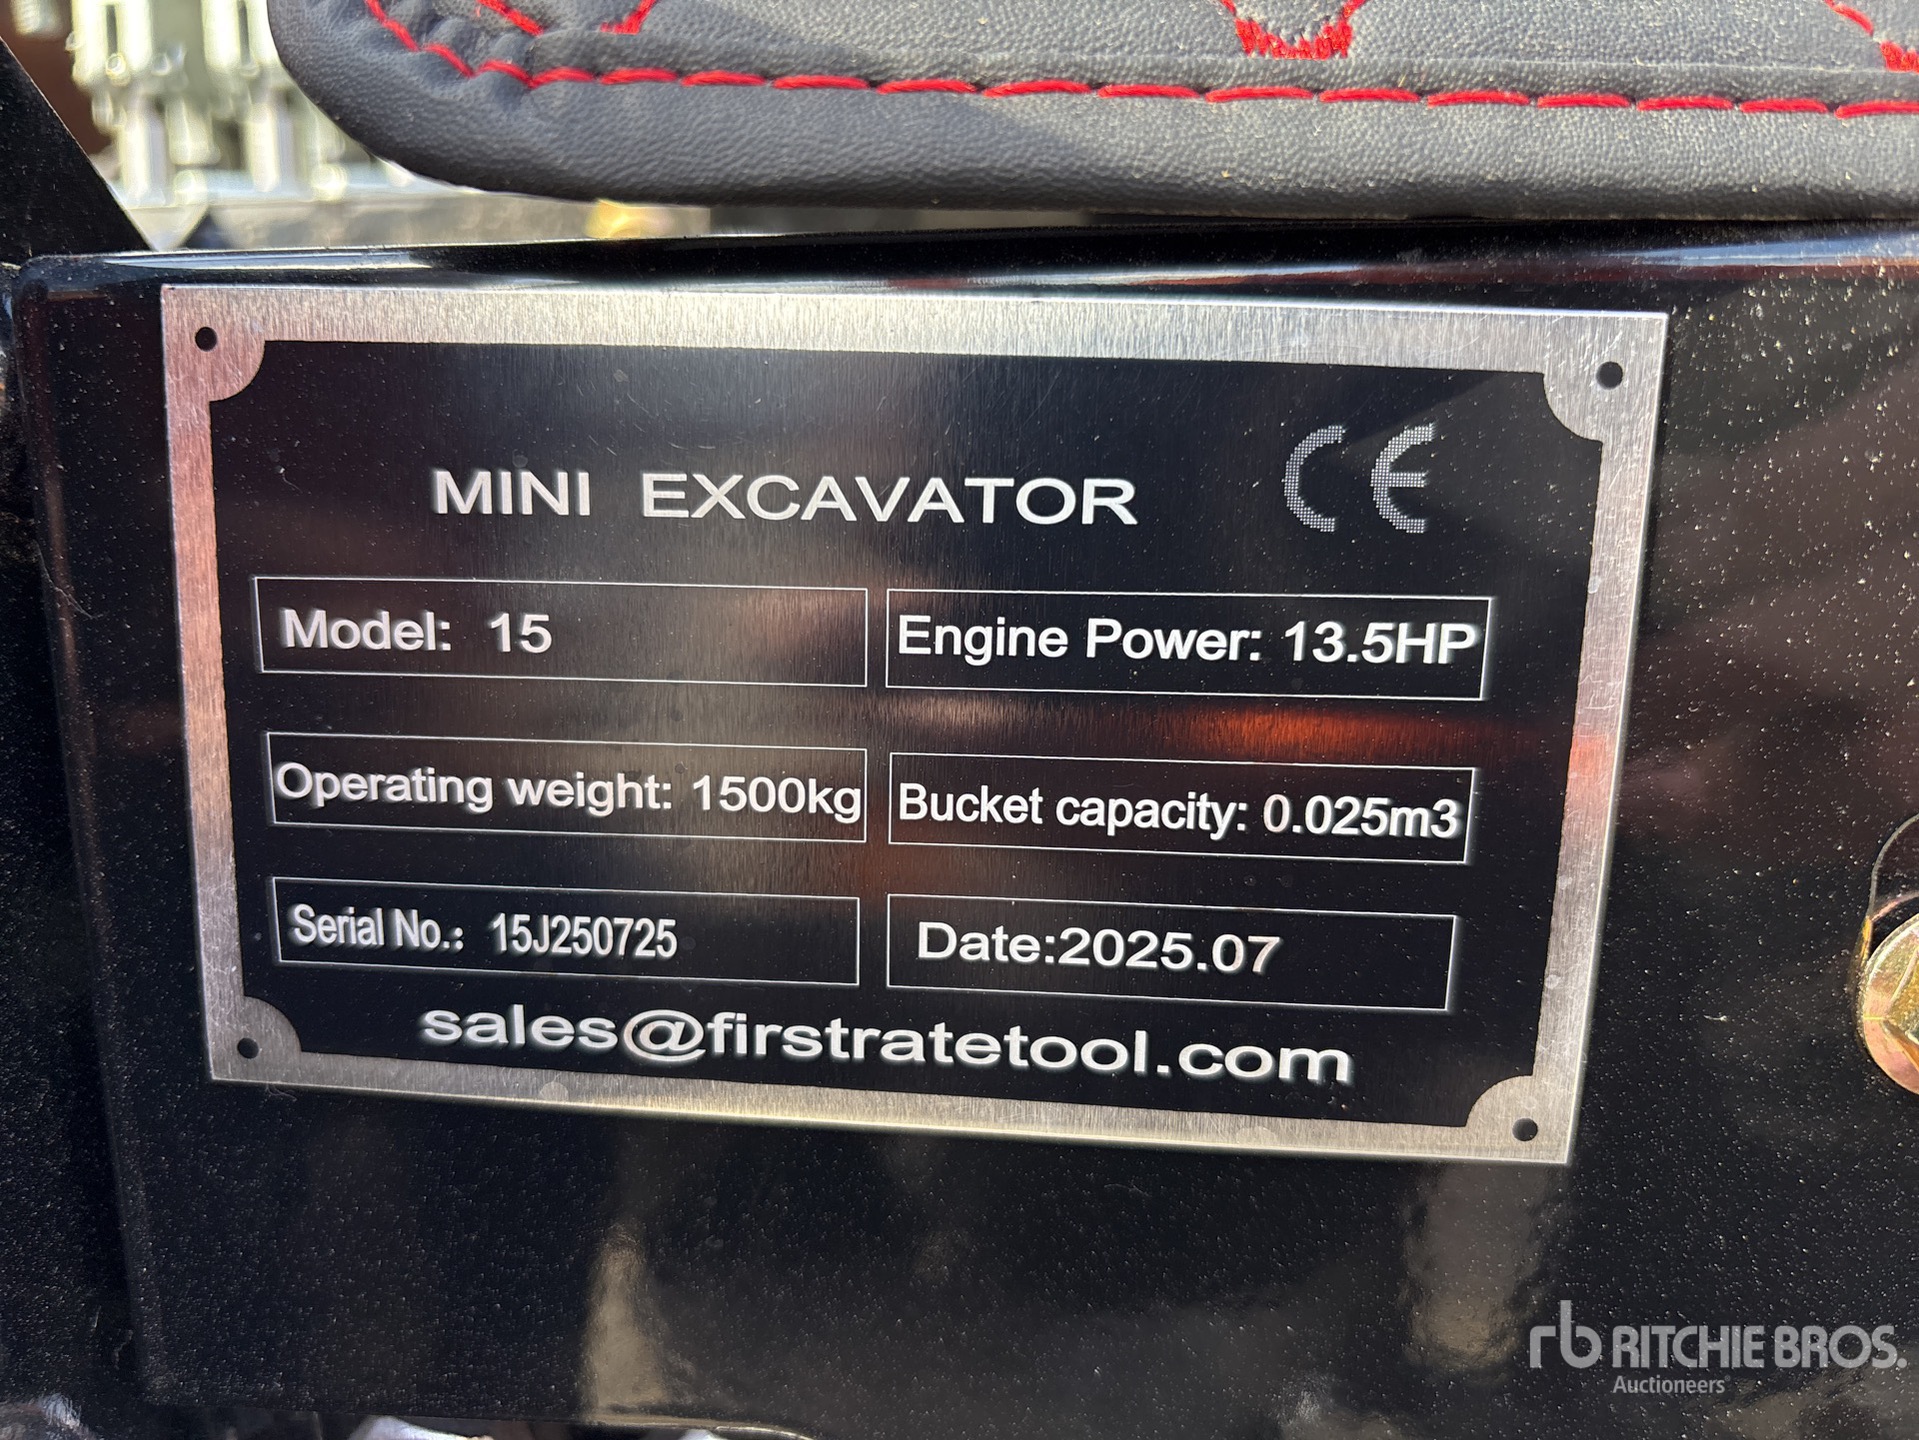 MINI EXCAVATOR CE
Model: 15
Engine Power: 13.5HP
Operating weight: 1500kg
Bucket capacity: 0.025m3
Serial No.: 15J250725
Date:2025.07
sales@firstratetool.com
rb RITCHIE BROS.
Auctioneers